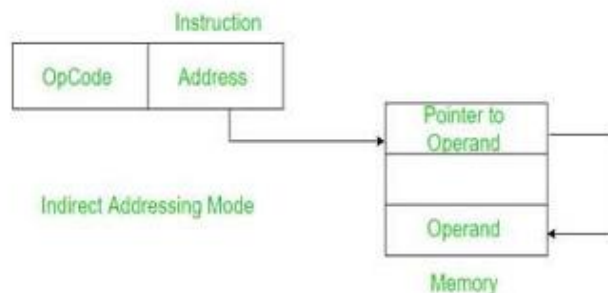 Instruction
OpCode
Address
Pointer to
Operand
Indirect Addressing Mode
Operand
Memory